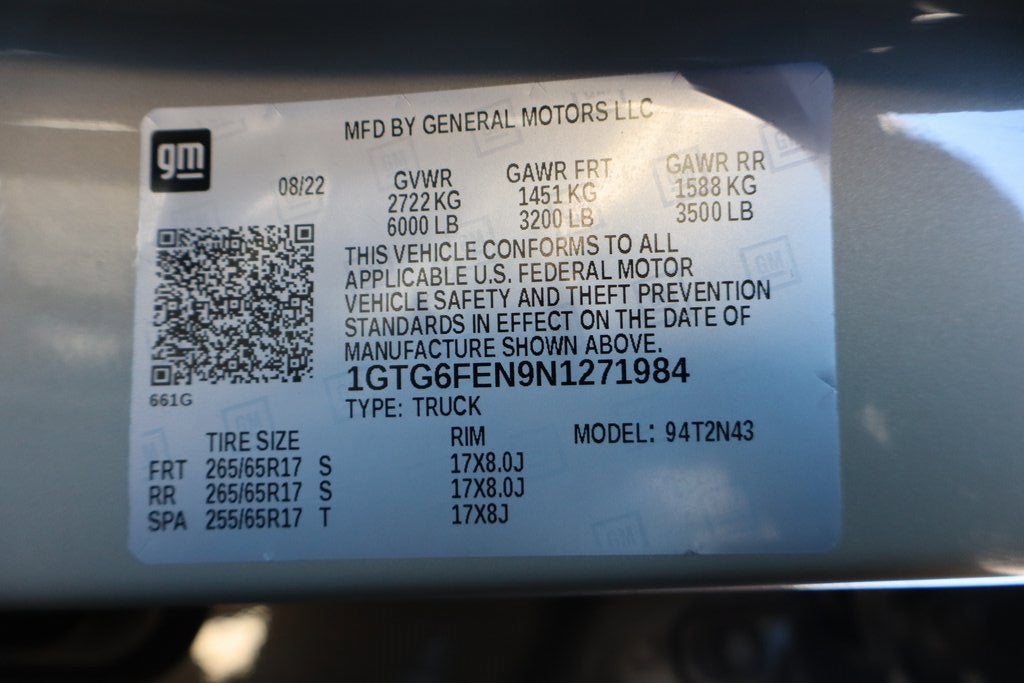 MFD BY GENERAL MOTORS LLC
gm
08/22
GVWR GAWR FRT GAWR RR
2722 KG 1451 KG 1588 KG
6000 LB 3200 LB 3500 LB
THIS VEHICLE CONFORMS TO ALL
APPLICABLE U.S. FEDERAL MOTOR
VEHICLE SAFETY AND THEFT PREVENTION
STANDARDS IN EFFECT ON THE DATE OF
MANUFACTURE SHOWN ABOVE.
1GTG6FEN9N1271984
661G
TYPE: TRUCK
TIRE SIZE RIM MODEL: 94T2N43
FRT 265/65R17 S 17X8.0J
RR 265/65R17 S 17X8.0J
SPA 255/65R17 T 17X8J